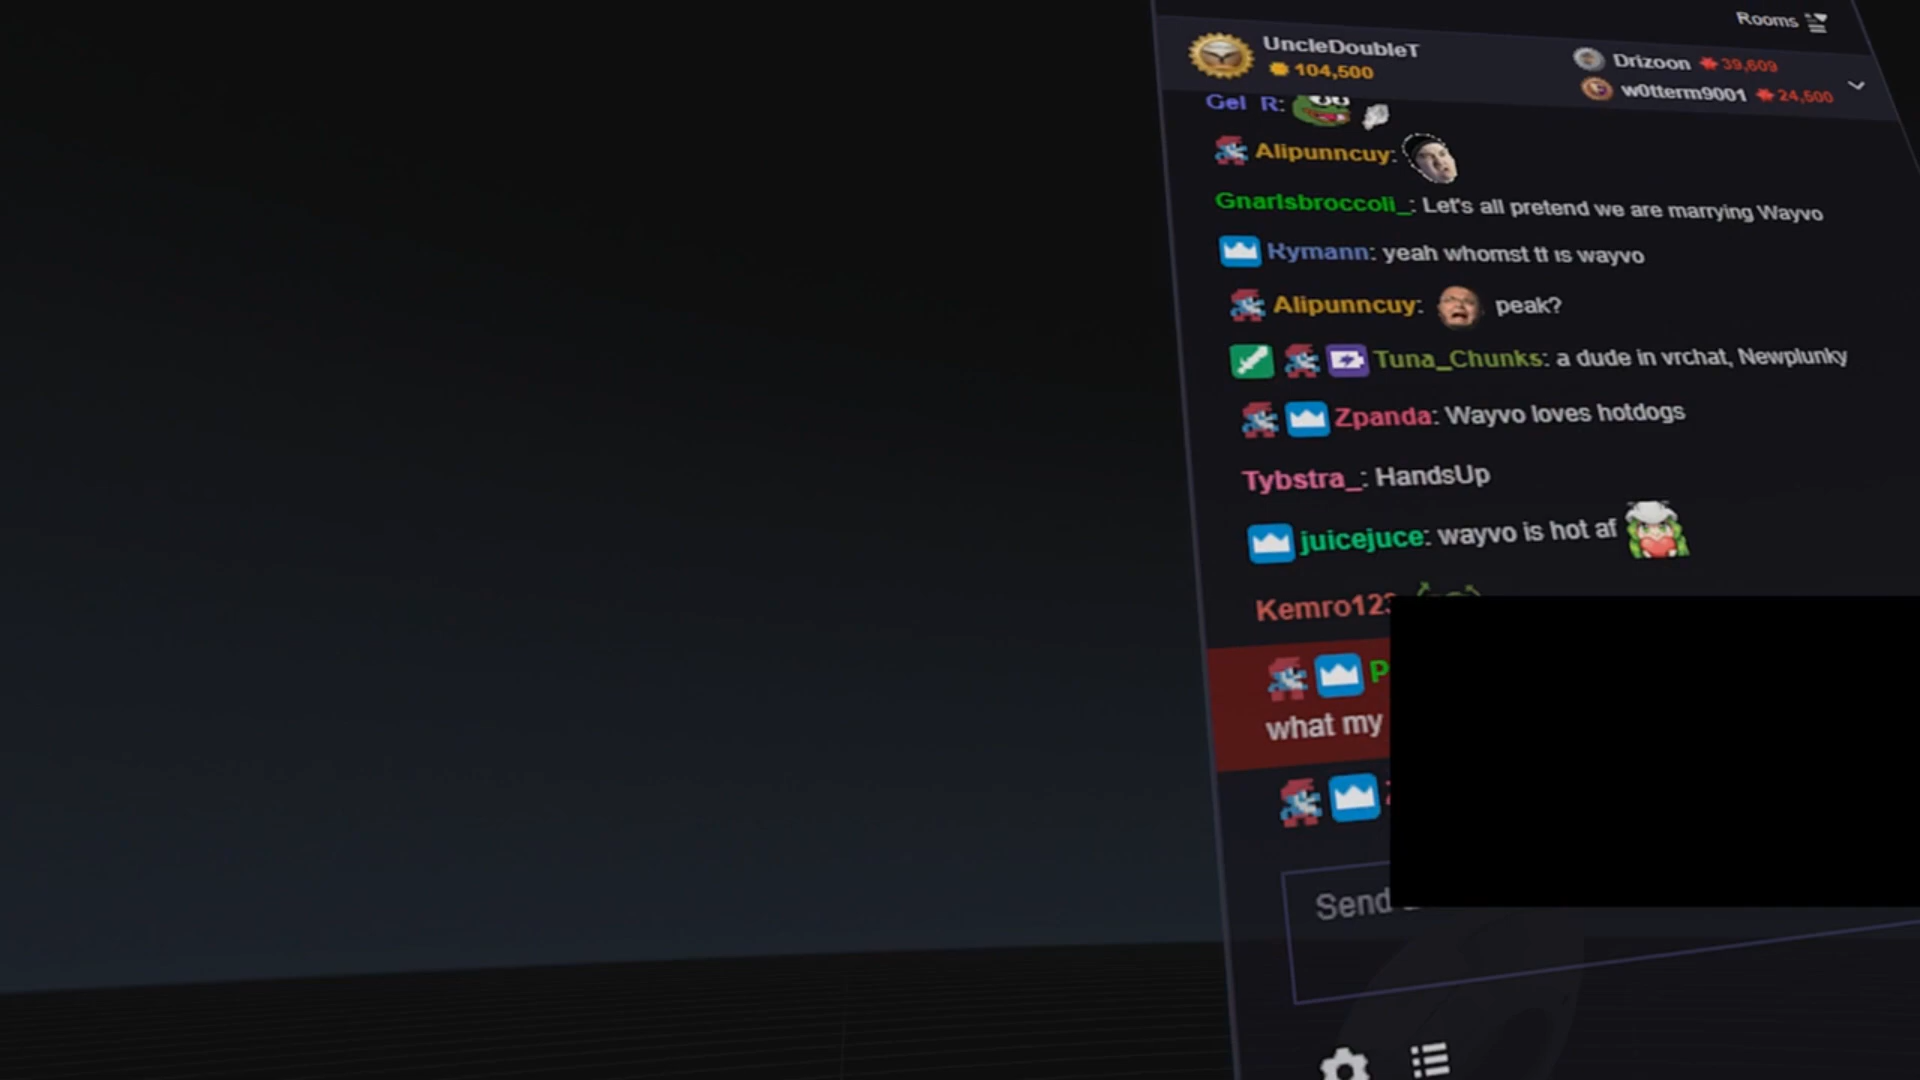 Rooms
UncleDoubleT
104,500
Drizoon 39,609
w0tterm9001 24,500
Gel R:
Alipunncuy:
Gnarlsbroccoli_: Let's all pretend we are marrying Wayvo
Rymann: yeah whomst tt is wayvo
Alipunncuy: peak?
Tuna_Chunks: a dude in vrchat, Newplunky
Zpanda: Wayvo loves hotdogs
Tybstra_: HandsUp
juicejuce: wayvo is hot af
Kemro123
P
what my
Send